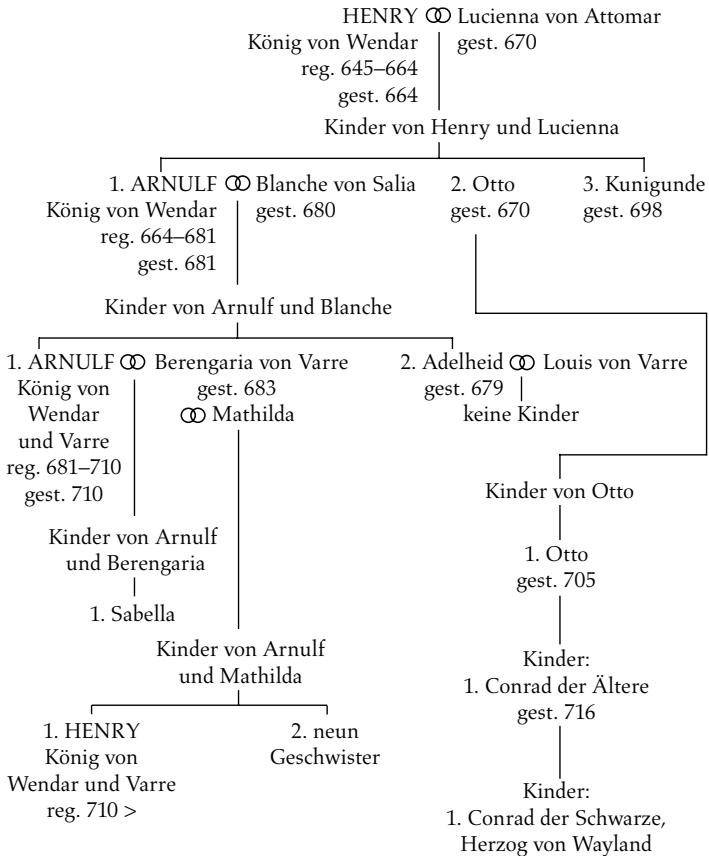 HENRY ⚭ Lucienna von Attomar
König von Wendar gest. 670
reg. 645–664
gest. 664
Kinder von Henry und Lucienna
1. ARNULF ⚭ Blanche von Salia 2. Otto 3. Kunigunde
König von Wendar gest. 680 gest. 670 gest. 698
reg. 664–681
gest. 681
Kinder von Arnulf und Blanche
1. ARNULF ⚭ Berengaria von Varre 2. Adelheid ⚭ Louis von Varre
König von gest. 683 gest. 679
Wendar ⚭ Mathilda keine Kinder
und Varre
reg. 681–710
gest. 710
Kinder von Otto
Kinder von Arnulf
und Berengaria
1. Otto
gest. 705
1. Sabella
Kinder von Arnulf
und Mathilda
Kinder:
1. Conrad der Ältere
gest. 716
1. HENRY 2. neun
König von Geschwister
Wendar und Varre
reg. 710 >
Kinder:
1. Conrad der Schwarze,
Herzog von Wayland